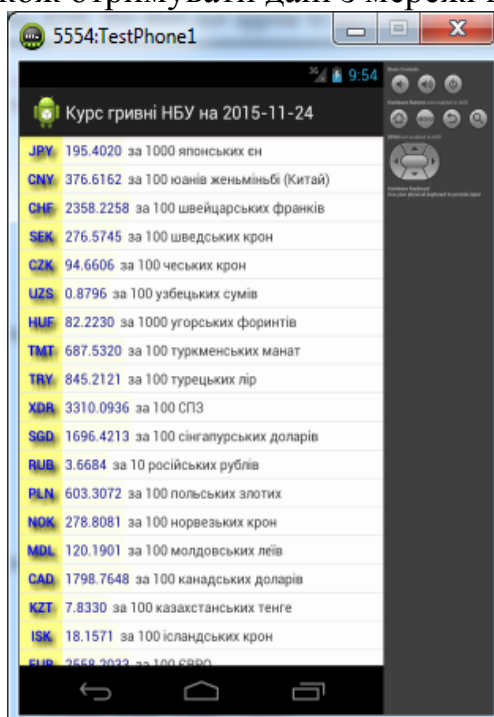 5554:TestPhone1
3G 9:54
Курс гривні НБУ на 2015-11-24
JPY 195.4020 за 1000 японських єн
CNY 376.6162 за 100 юанів женьміньбі (Китай)
CHF 2358.2258 за 100 швейцарських франків
SEK 276.5745 за 100 шведських крон
CZK 94.6606 за 100 чеських крон
UZS 0.8796 за 100 узбецьких сумів
HUF 82.2230 за 1000 угорських форинтів
TMT 687.5320 за 100 туркменських манат
TRY 845.2121 за 100 турецьких лір
XDR 3310.0936 за 100 СПЗ
SGD 1696.4213 за 100 сінгапурських доларів
RUB 3.6684 за 10 російських рублів
PLN 603.3072 за 100 польських злотих
NOK 278.8081 за 100 норвезьких крон
MDL 120.1901 за 100 молдовських леїв
CAD 1798.7648 за 100 канадських доларів
KZT 7.8330 за 100 казахстанських тенге
ISK 18.1571 за 100 ісландських крон
EUR 2558.2033 за 100 ЄВРО